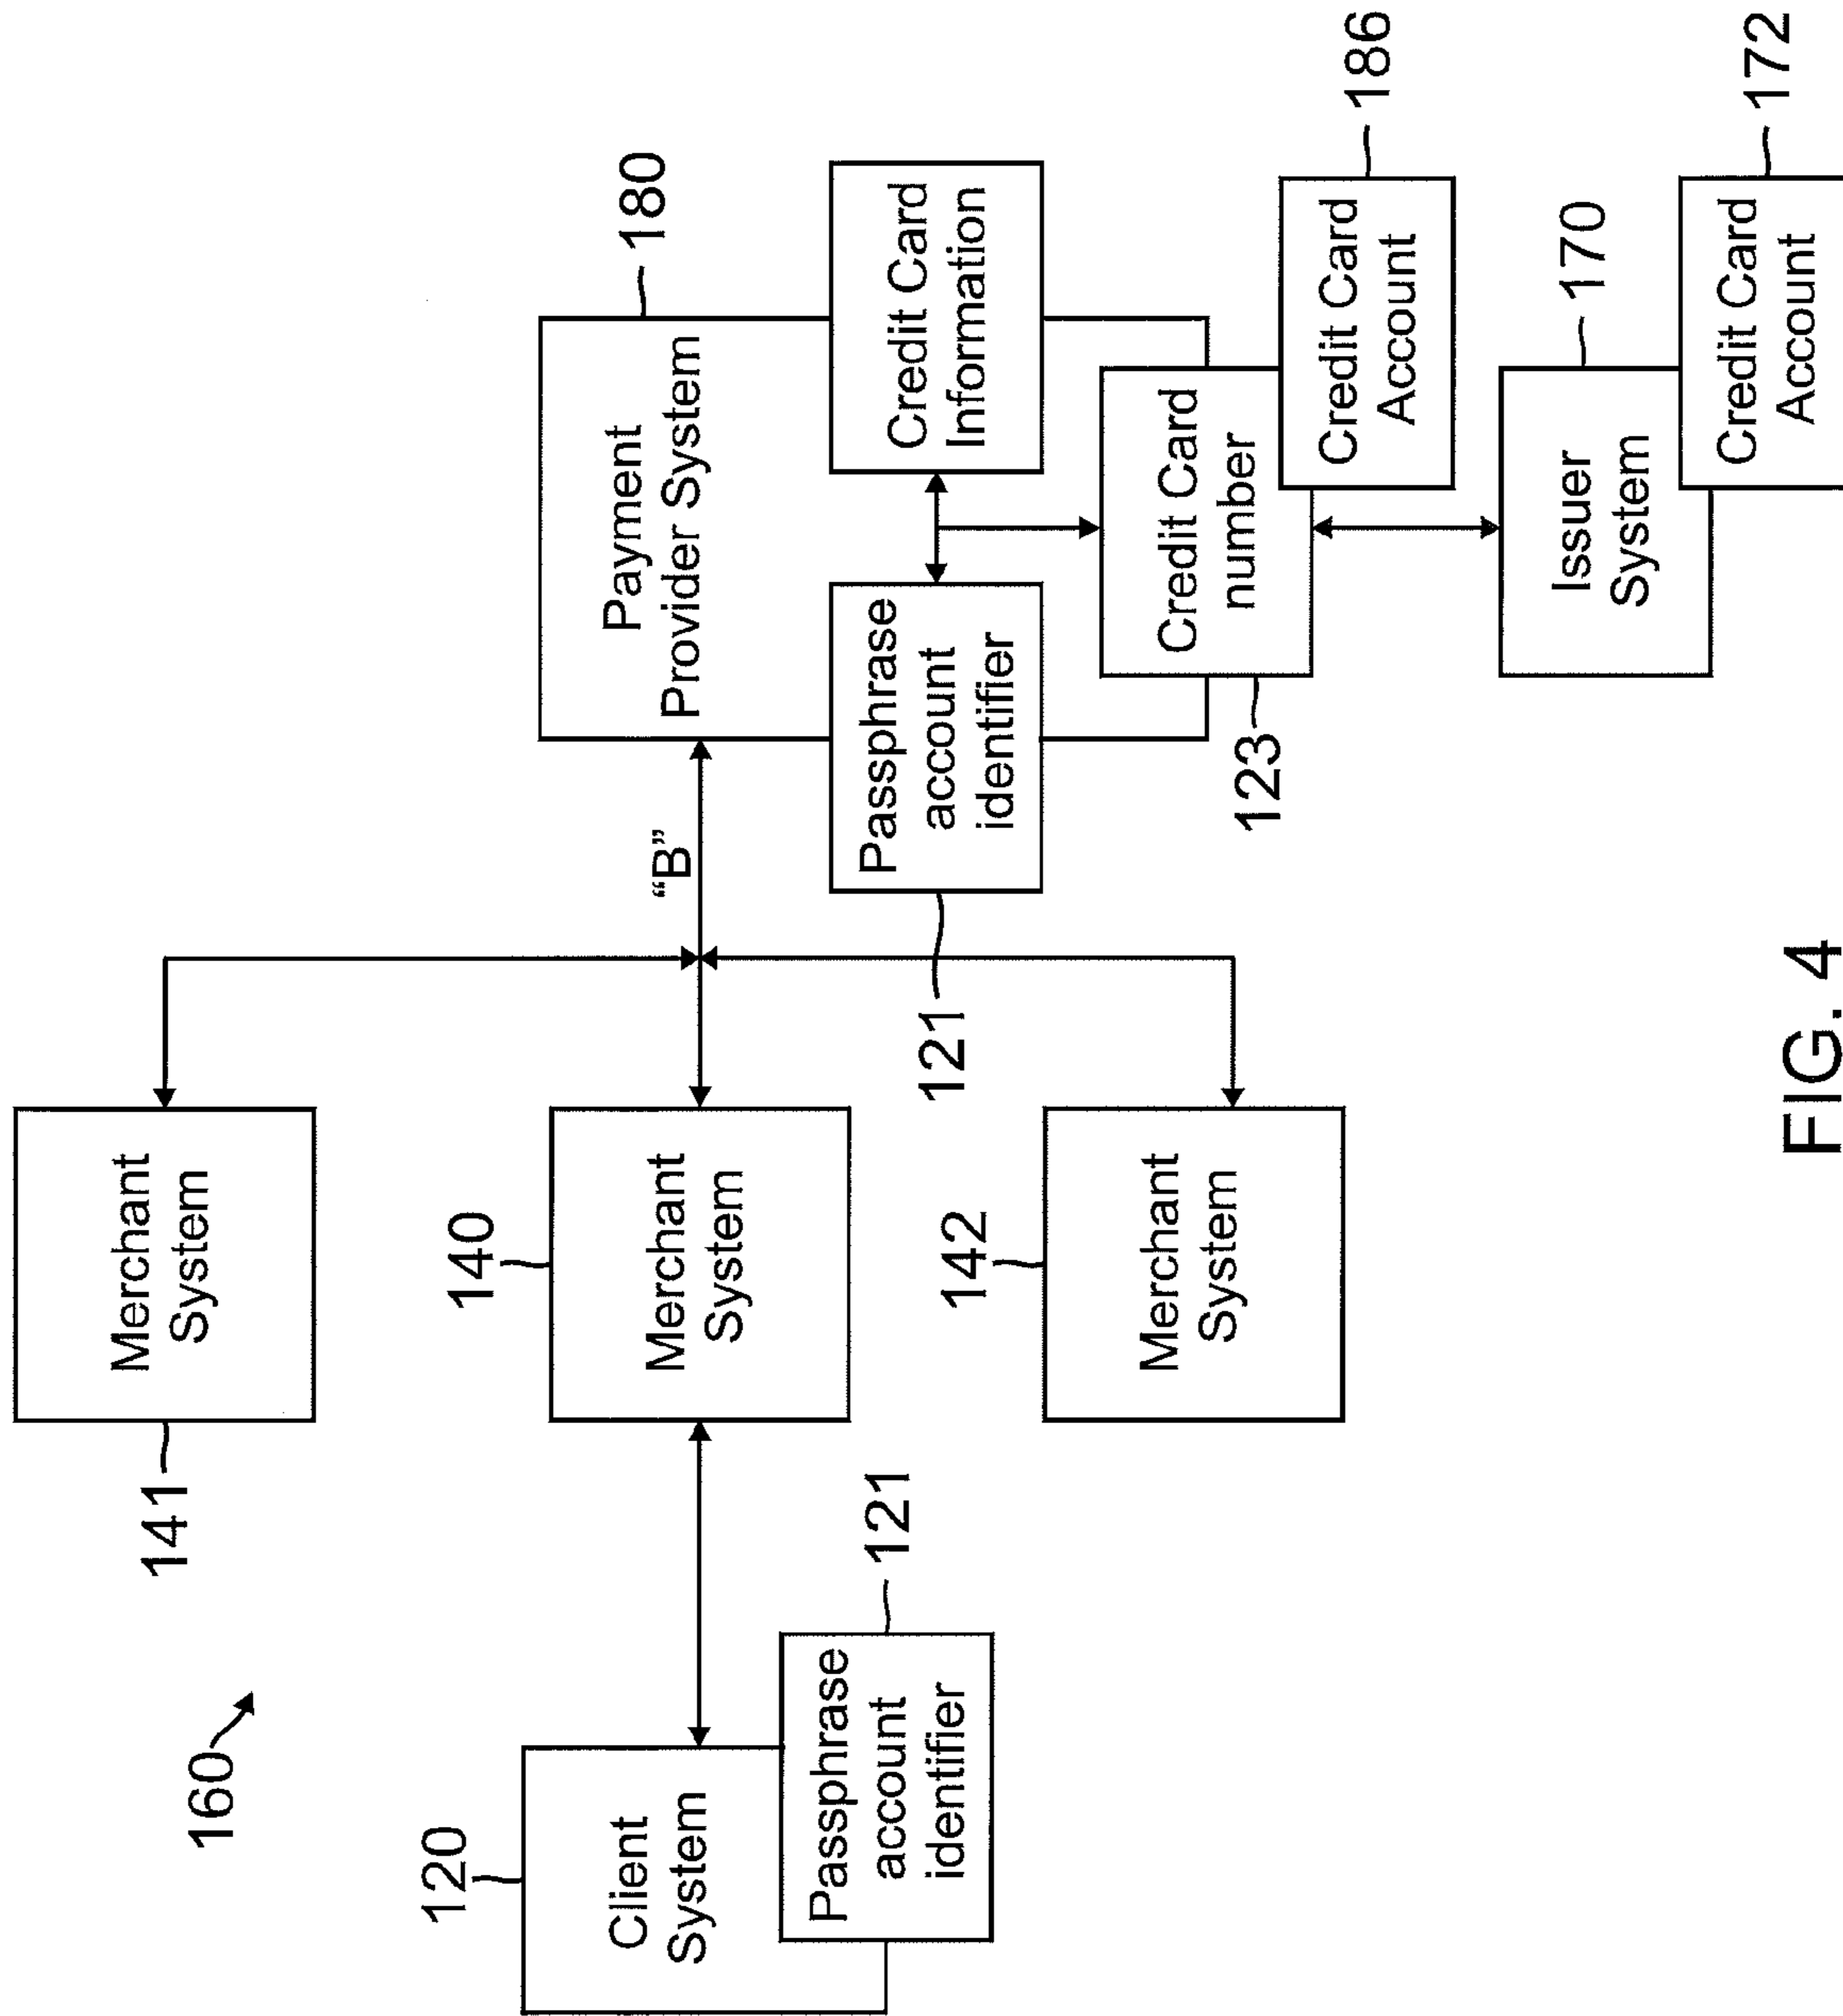 160
141
Merchant
System
120
Client
System
Passphrase
account
identifier
121
140
Merchant
System
142
Merchant
System
"B"
180
Payment
Provider System
Passphrase
account
identifier
121
Credit Card
Information
Credit Card
number
123
Credit Card
Account
186
Issuer
System
170
Credit Card
Account
172
FIG. 4